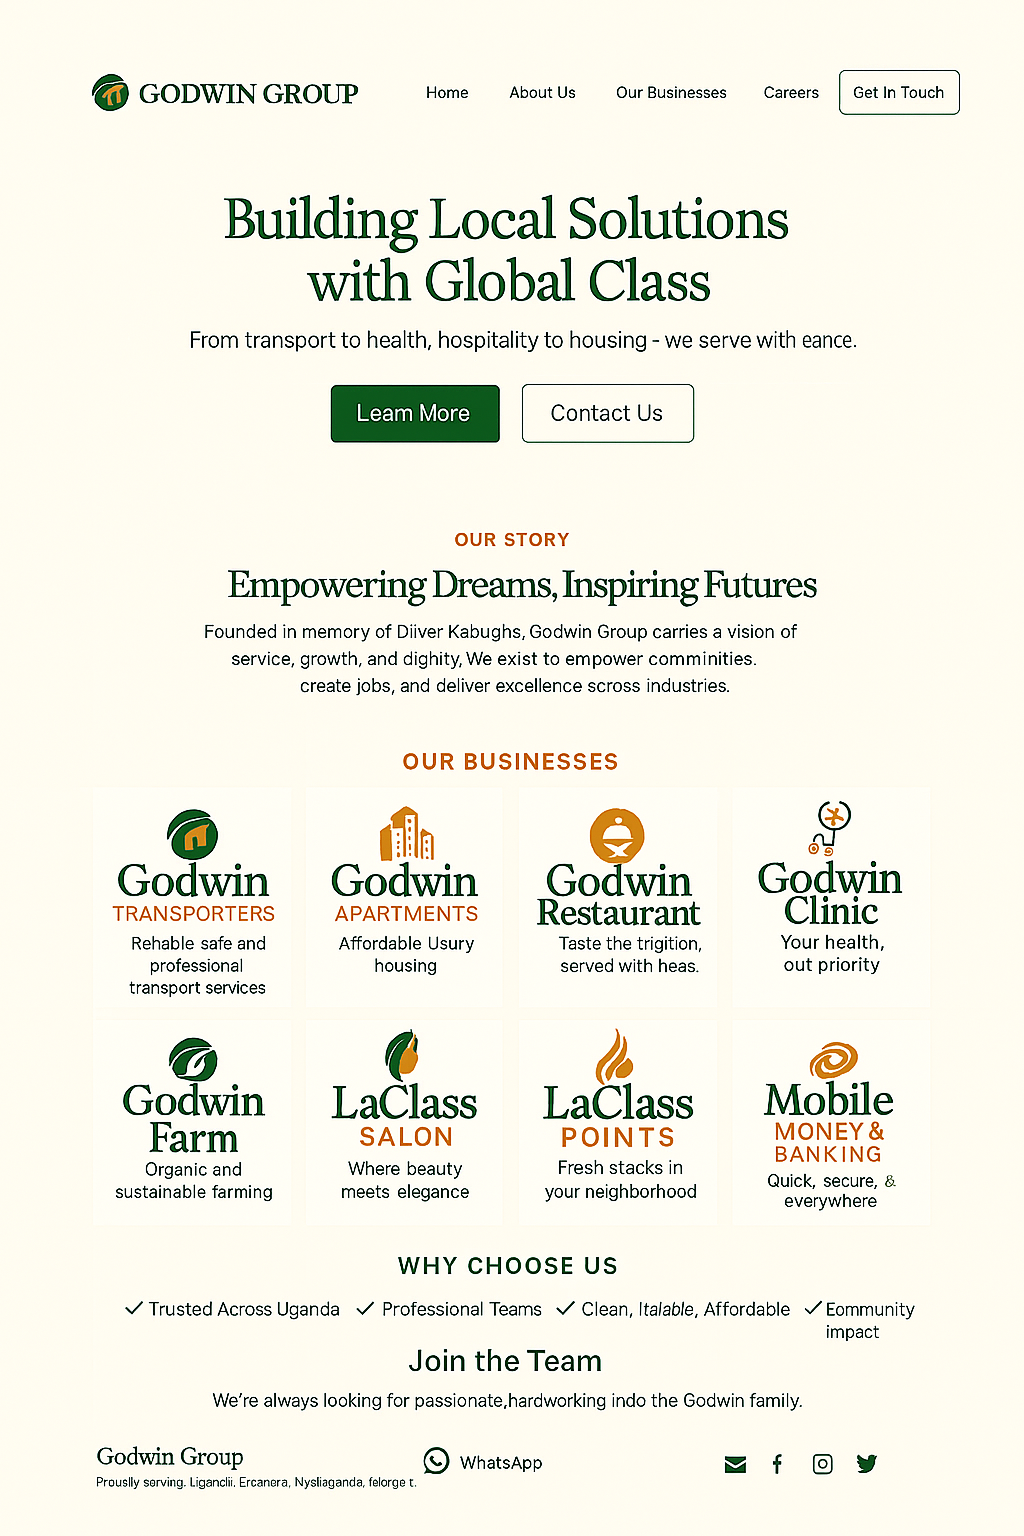 GODWIN GROUP
Home
About Us
Our Businesses
Careers
Get In Touch
Building Local Solutions
with Global Class
From transport to health, hospitality to housing - we serve with eance.
Leam More
Contact Us
OUR STORY
Empowering Dreams, Inspiring Futures
Founded in memory of Diiver Kabughs, Godwin Group carries a vision of
service, growth, and dighity, We exist to empower comminities.
create jobs, and deliver excellence scross industries.
OUR BUSINESSES
Godwin
TRANSPORTERS
Rehable safe and
professional
transport services
Godwin
APARTMENTS
Affordable Usury
housing
Godwin
Restaurant
Taste the trigition,
served with heas.
Godwin
Clinic
Your health,
out priority
Godwin
Farm
Organic and
sustainable farming
LaClass
SALON
Where beauty
meets elegance
LaClass
POINTS
Fresh stacks in
your neighborhood
Mobile
MONEY &
BANKING
Quick, secure, &
everywhere
WHY CHOOSE US
✓ Trusted Across Uganda
✓ Professional Teams
✓ Clean, Italable, Affordable
✓ Eommunity
impact
Join the Team
We're always looking for passionate,hardworking indo the Godwin family.
Godwin Group
Prouslly serving. Liganclii, Ercanera, Nysliaganda, felorge t.
WhatsApp